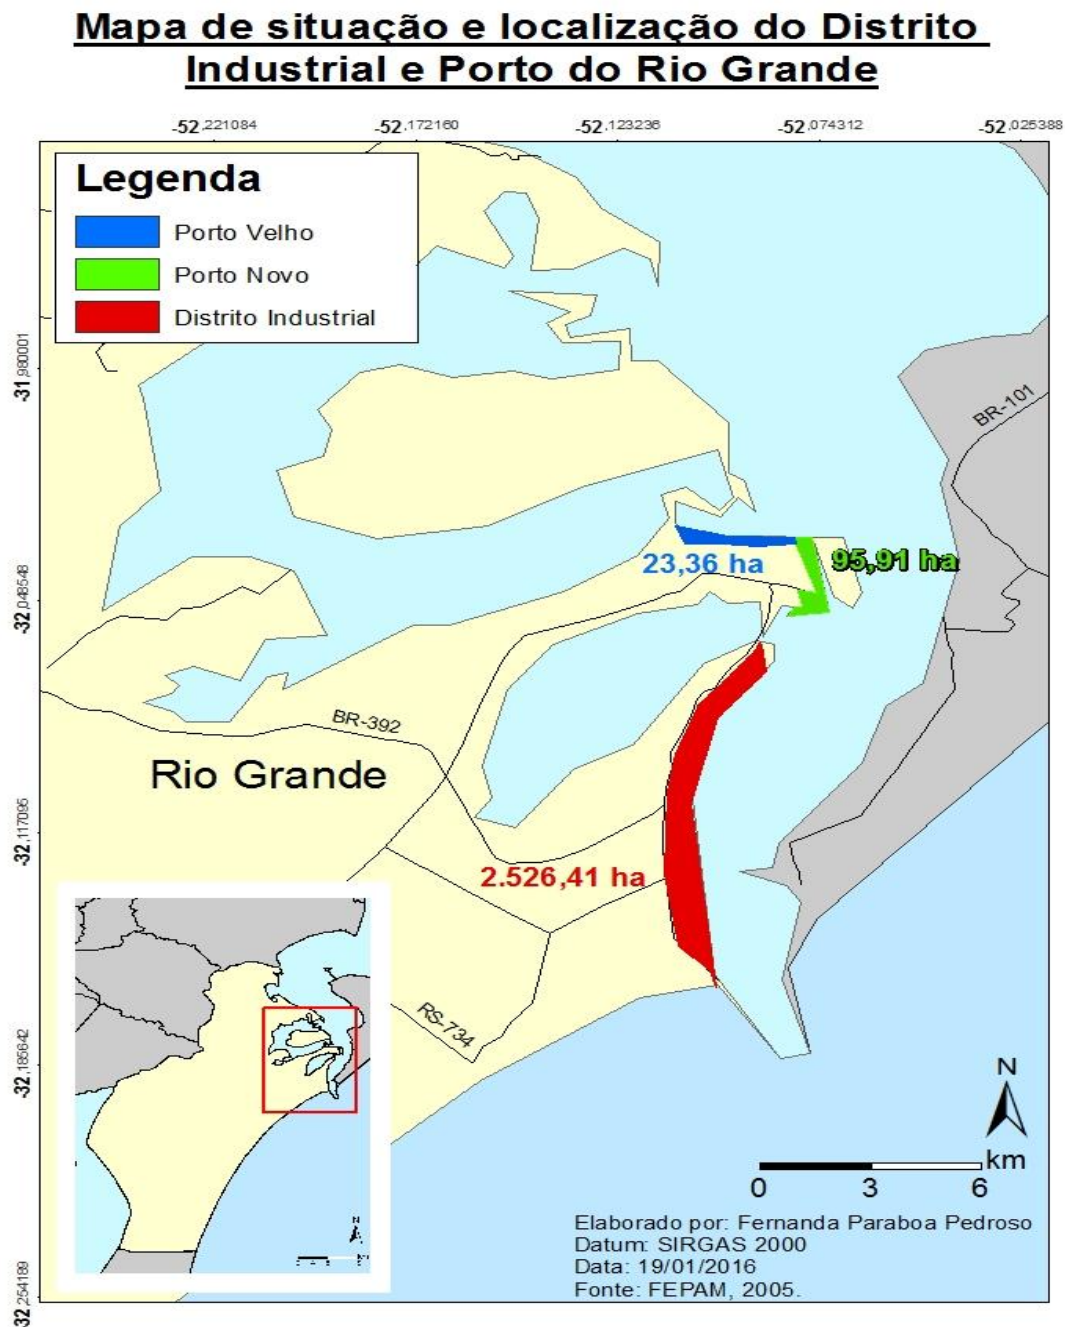 Mapa de situação e localização do Distrito
Industrial e Porto do Rio Grande
-52,221084 -52,172160 -52,123236 -52,074312 -52,025388
Legenda
Porto Velho
Porto Novo
Distrito Industrial
31,980001
32,048548
32,117095
32,185642
32,254189
BR-101
23,36 ha
95,91 ha
BR-392
Rio Grande
2.526,41 ha
RS-734
N
km
0 3 6
Elaborado por: Fernanda Paraboa Pedroso
Datum: SIRGAS 2000
Data: 19/01/2016
Fonte: FEPAM, 2005.
N